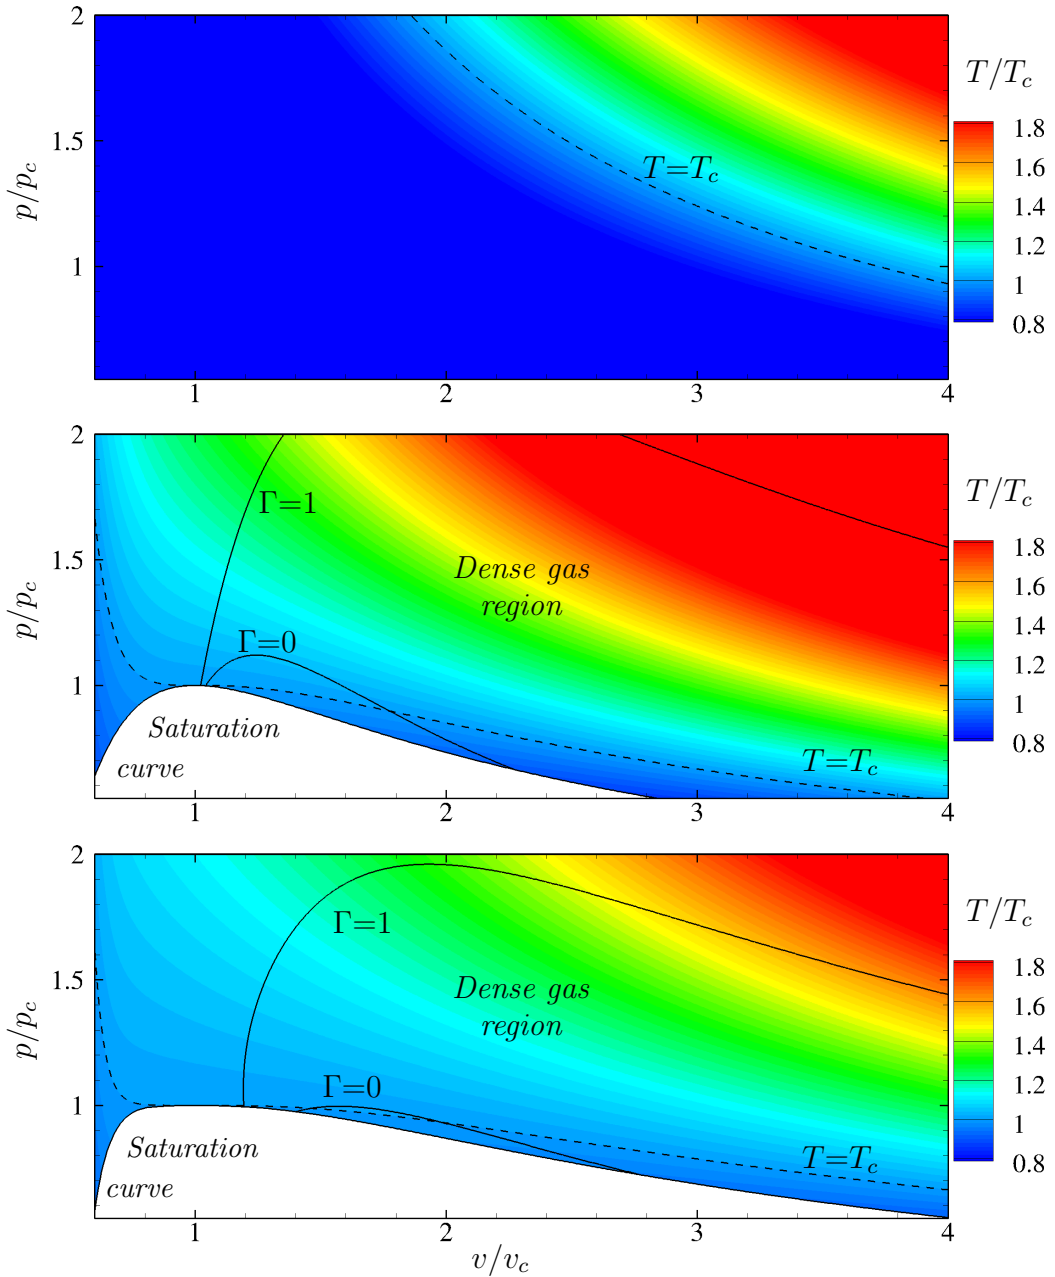 2
1.5
1
p/p_c
1 2 3 4
T=T_c
T/T_c
1.8
1.6
1.4
1.2
1
0.8
2
1.5
1
p/p_c
1 2 3 4
Γ=1
Dense gas
region
Γ=0
Saturation
curve
T=T_c
T/T_c
1.8
1.6
1.4
1.2
1
0.8
2
1.5
1
p/p_c
1 2 3 4
Γ=1
Dense gas
region
Γ=0
Saturation
curve
T=T_c
T/T_c
1.8
1.6
1.4
1.2
1
0.8
v/v_c